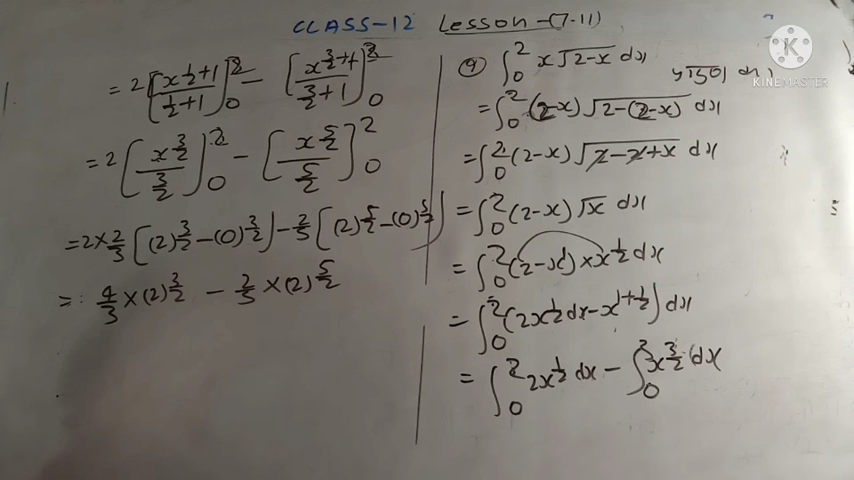 CLASS-12 Lesson-(7.11)
KINEMASTER
(9) ∫₀² x√2-x dx
= ∫₀² (2-x) √2-(2-x) dx
= ∫₀² (2-x) √2-2+x dx
= ∫₀² (2-x) √x dx
= ∫₀² (2-x¹) × x^½ dx
= ∫₀² (2x^½ dx - x^1+½) dx
= ∫₀² 2x^½ dx - ∫₀² x^3/2 dx
= 2 [x^½+1 / ½+1]₀² - [x^3/2+1 / 3/2+1]₀²
= 2 [x^3/2 / 3/2]₀² - [x^5/2 / 5/2]₀²
= 2 × 2/3 [(2)^3/2 - (0)^3/2] - 2/5 [(2)^5/2 - (0)^5/2]
= 4/3 × (2)^3/2 - 2/5 × (2)^5/2